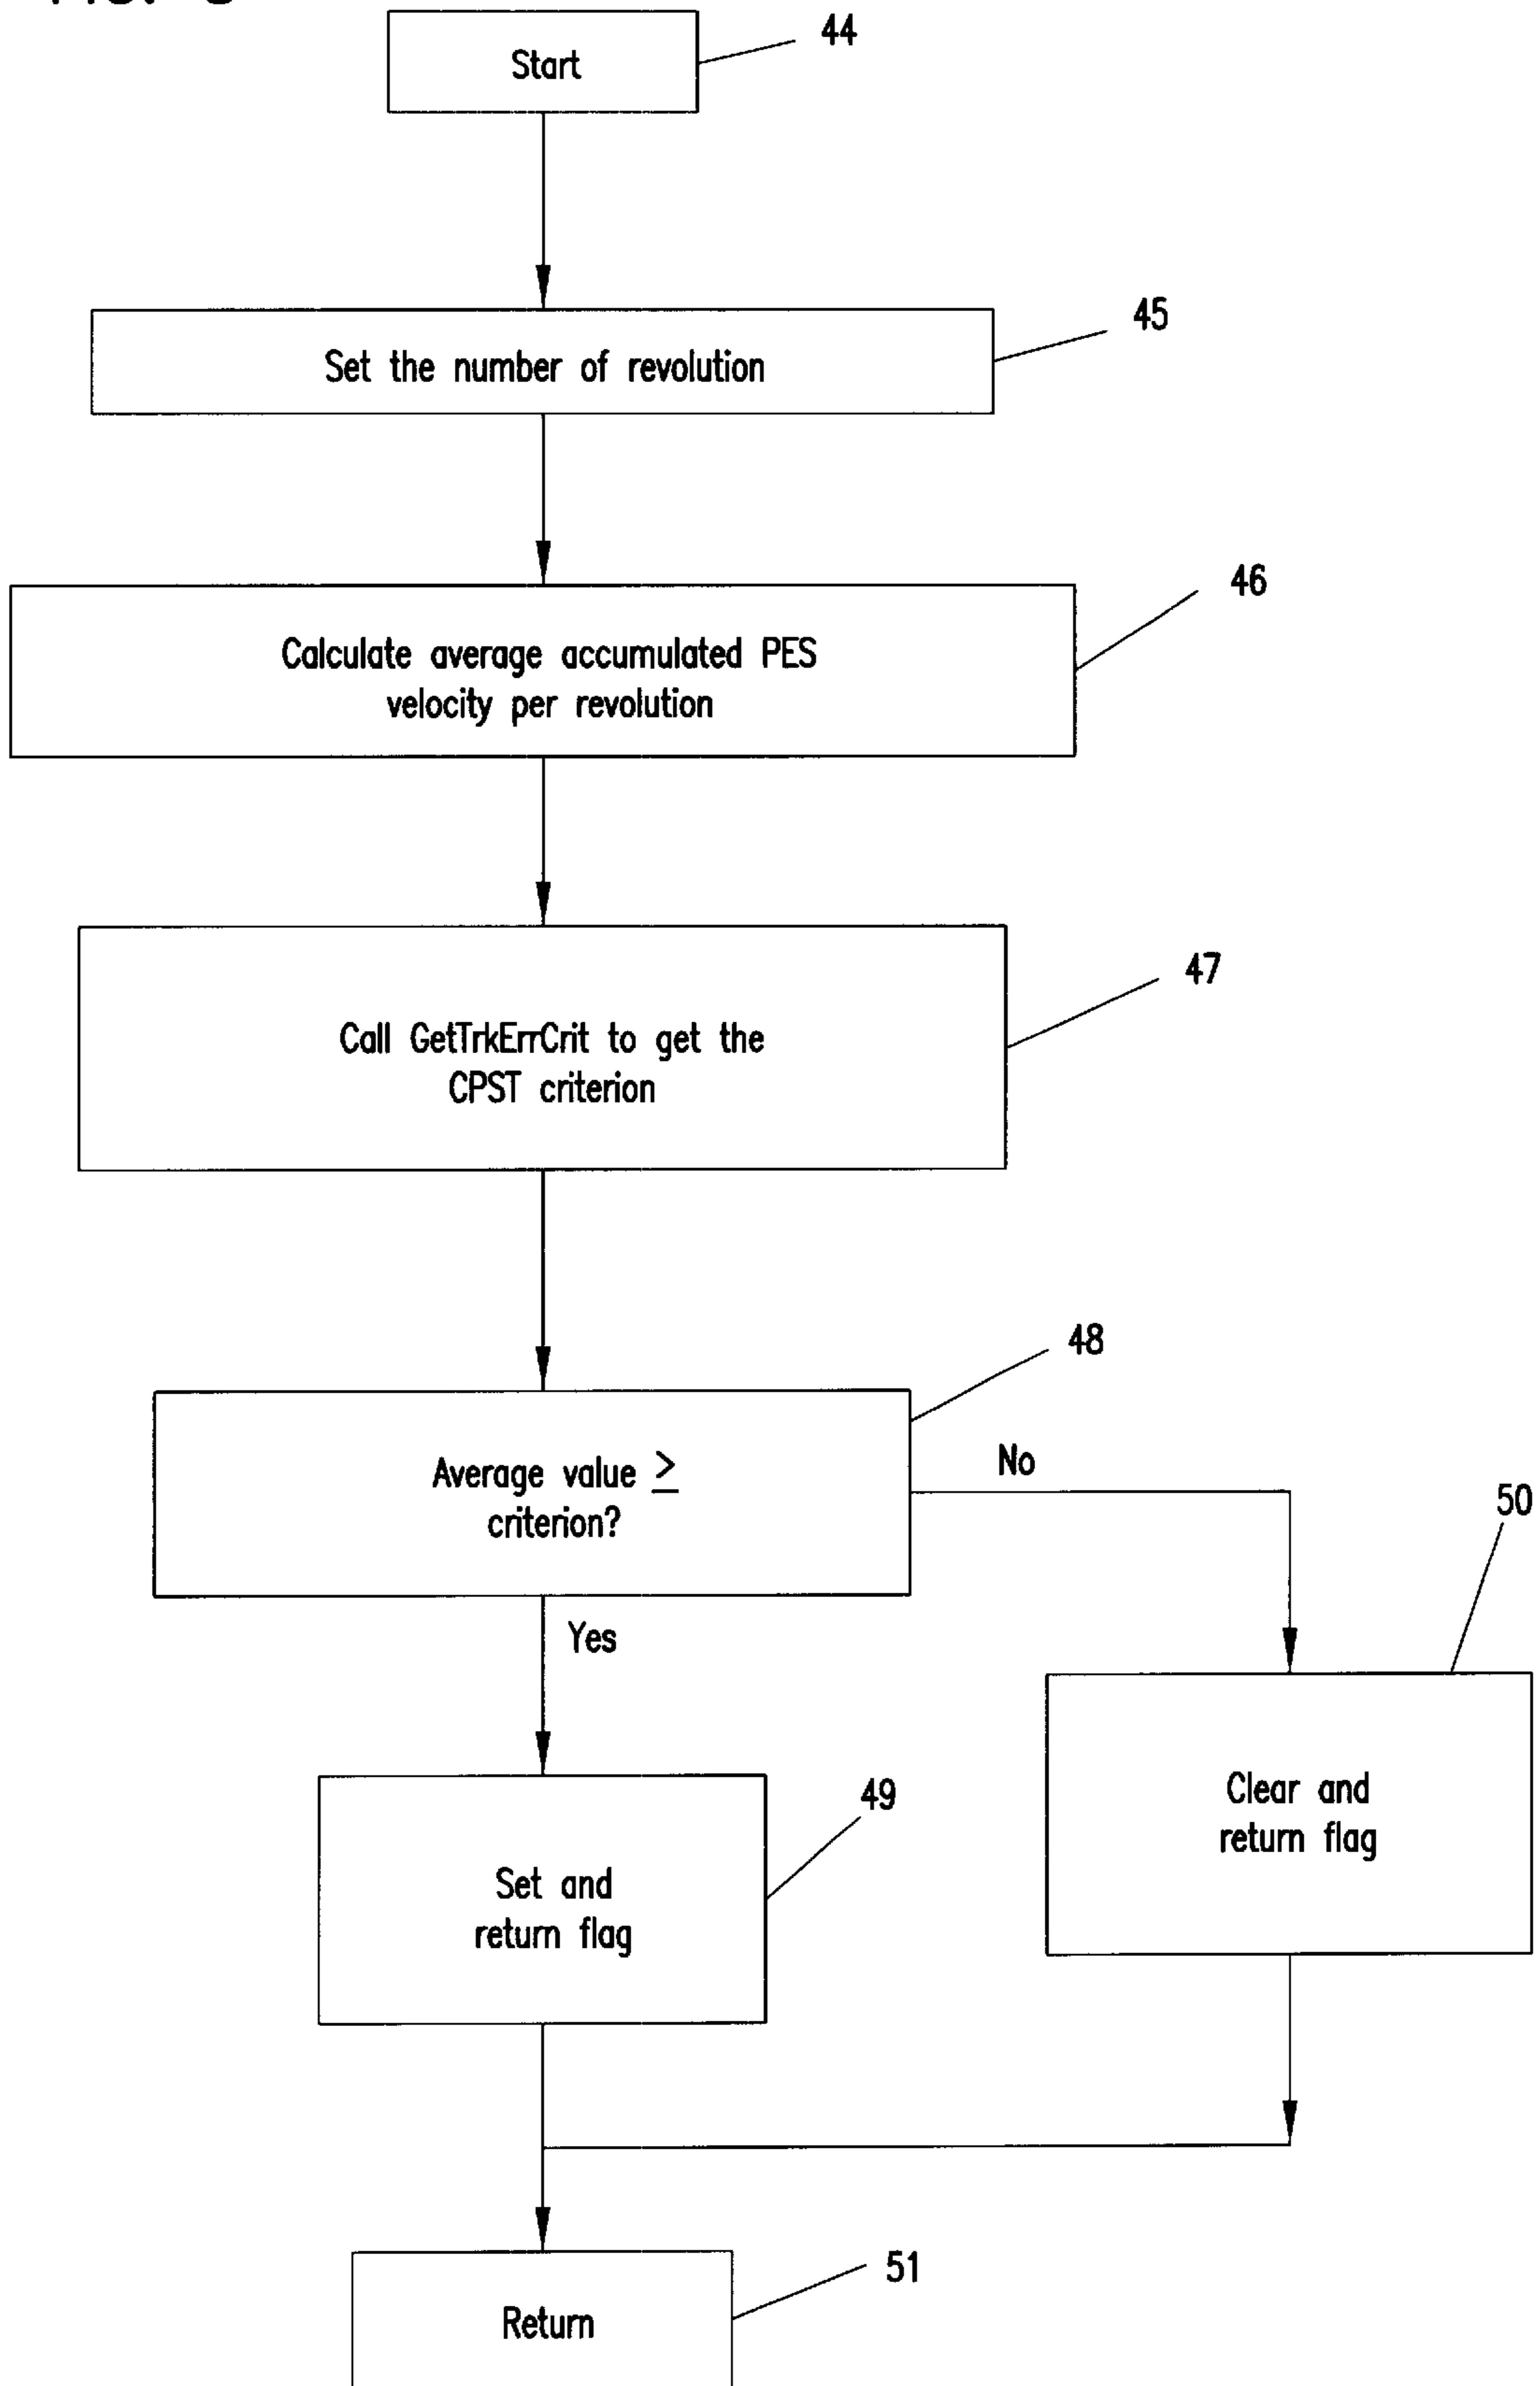 Start
44
Set the number of revolution
45
Calculate average accumulated PES
velocity per revolution
46
Call GetTrkErrCrit to get the
CPST criterion
47
Average value ≥
criterion?
48
No
Yes
50
Clear and
return flag
49
Set and
return flag
51
Return